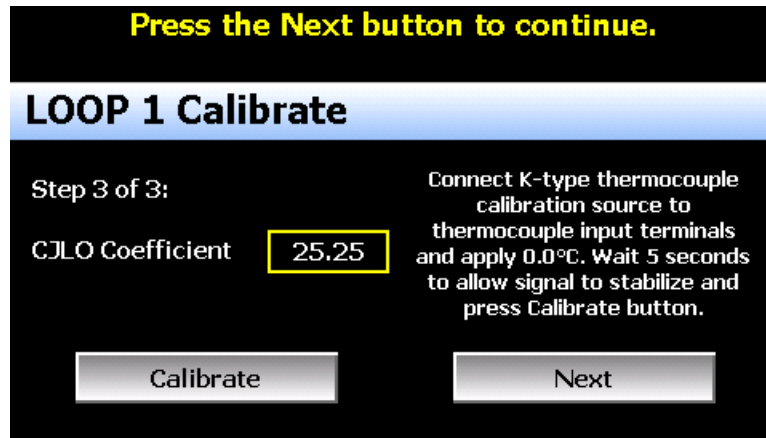 Press the Next button to continue.
LOOP 1 Calibrate
Step 3 of 3:
CJLO Coefficient 25.25
Connect K-type thermocouple
calibration source to
thermocouple input terminals
and apply 0.0°C. Wait 5 seconds
to allow signal to stabilize and
press Calibrate button.
Calibrate
Next